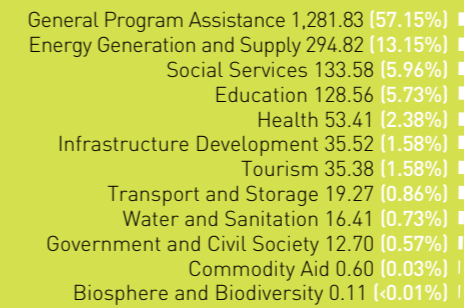 General Program Assistance 1,281.83 (57.15%)
Energy Generation and Supply 294.82 (13.15%)
Social Services 133.58 (5.96%)
Education 128.56 (5.73%)
Health 53.41 (2.38%)
Infrastructure Development 35.52 (1.58%)
Tourism 35.38 (1.58%)
Transport and Storage 19.27 (0.86%)
Water and Sanitation 16.41 (0.73%)
Government and Civil Society 12.70 (0.57%)
Commodity Aid 0.60 (0.03%)
Biosphere and Biodiversity 0.11 (<0.01%)